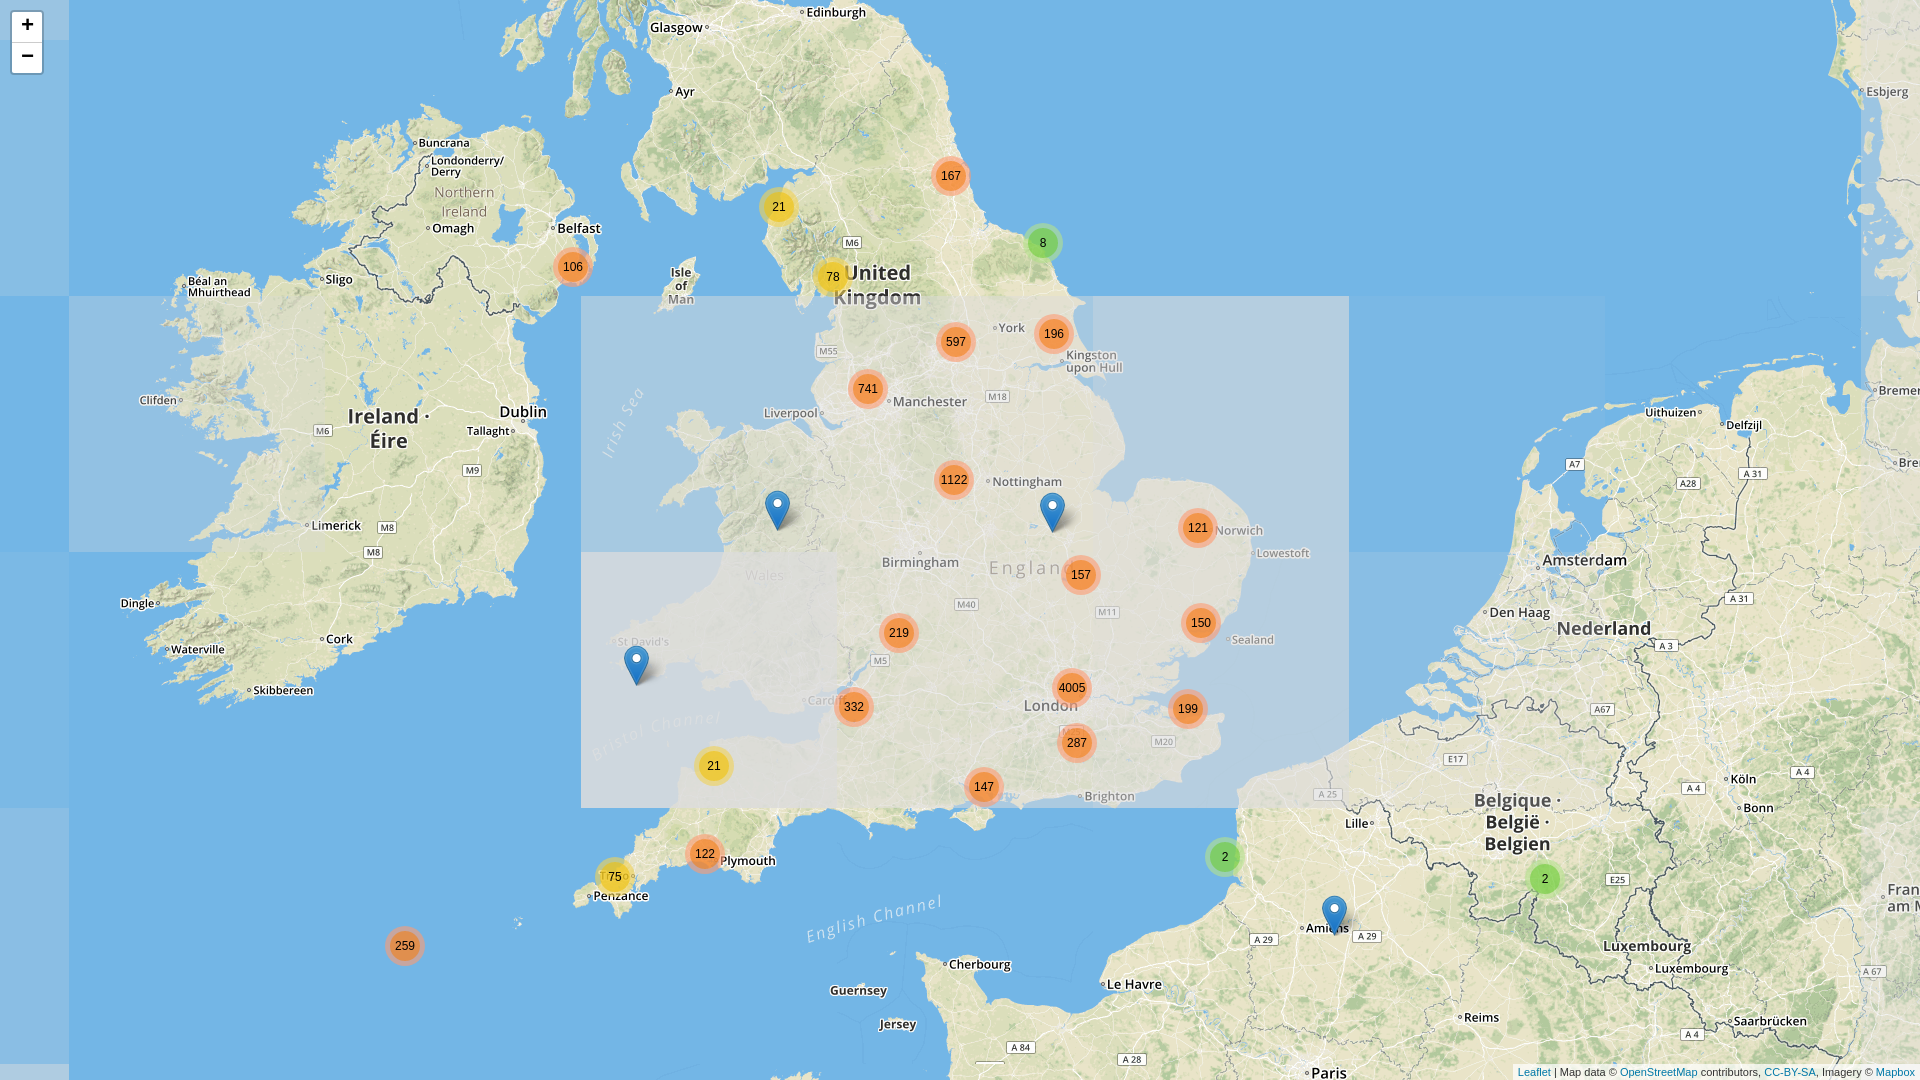 +
−
Glasgow
Edinburgh
Ayr
Esbjerg
Buncrana
Londonderry/
Derry
Northern
Ireland
Omagh
Belfast
167
21
8
M6
106
78
United
Kingdom
Isle
of
Man
Sligo
Béal an
Mhuirthead
York
196
597
M55
Kingston
upon Hull
741
Manchester
M18
Liverpool
Irish Sea
Clifden
Ireland ·
Éire
Dublin
Tallaght
M6
M9
Uithuizen
Delfzijl
Bremer
Bre
A7
A 31
A28
1122
Nottingham
121
Norwich
Lowestoft
Limerick
M8
M8
Birmingham
Englan
157
Wales
Amsterdam
Den Haag
A 31
Nederland
A 3
M40
M11
Dingle
Cork
Waterville
Skibbereen
219
150
Sealand
St David's
M5
4005
London
199
Cardif
332
Bristol Channel
287
M20
A67
E17
21
147
Brighton
A 25
Köln
A 4
A 4
Bonn
Belgique ·
België ·
Belgien
Lille
122
Plymouth
75
Penzance
2
2
E25
Fran
am M
English Channel
Amiens
A 29
A 29
259
Luxembourg
Luxembourg
A 67
Cherbourg
Le Havre
Guernsey
Jersey
Reims
Saarbrücken
A 4
A 84
A 28
Paris
Leaflet | Map data © OpenStreetMap contributors, CC-BY-SA, Imagery © Mapbox